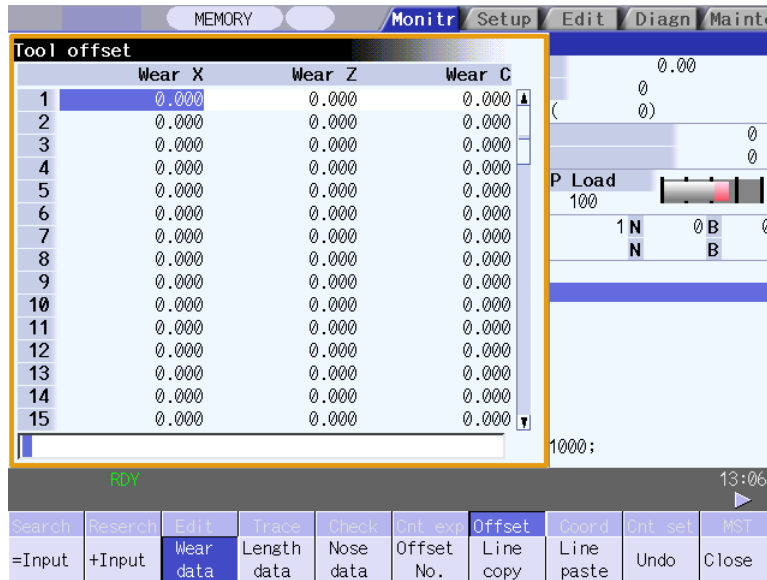 MEMORY Monitr Setup Edit Diagn
Tool offset
Wear X Wear Z Wear C
1 0.000 0.000 0.000
2 0.000 0.000 0.000
3 0.000 0.000 0.000
4 0.000 0.000 0.000
5 0.000 0.000 0.000
6 0.000 0.000 0.000
7 0.000 0.000 0.000
8 0.000 0.000 0.000
9 0.000 0.000 0.000
10 0.000 0.000 0.000
11 0.000 0.000 0.000
12 0.000 0.000 0.000
13 0.000 0.000 0.000
14 0.000 0.000 0.000
15 0.000 0.000 0.000
0.00
0
( 0)
0
0
P Load
100
1 N 0 B
N B
1000;
RDY 13:06
Search Reserch Edit Trace Check Cnt exp Offset Coord Cnt set MST
=Input +Input Wear data Length data Nose data Offset No. Line copy Line paste Undo Close